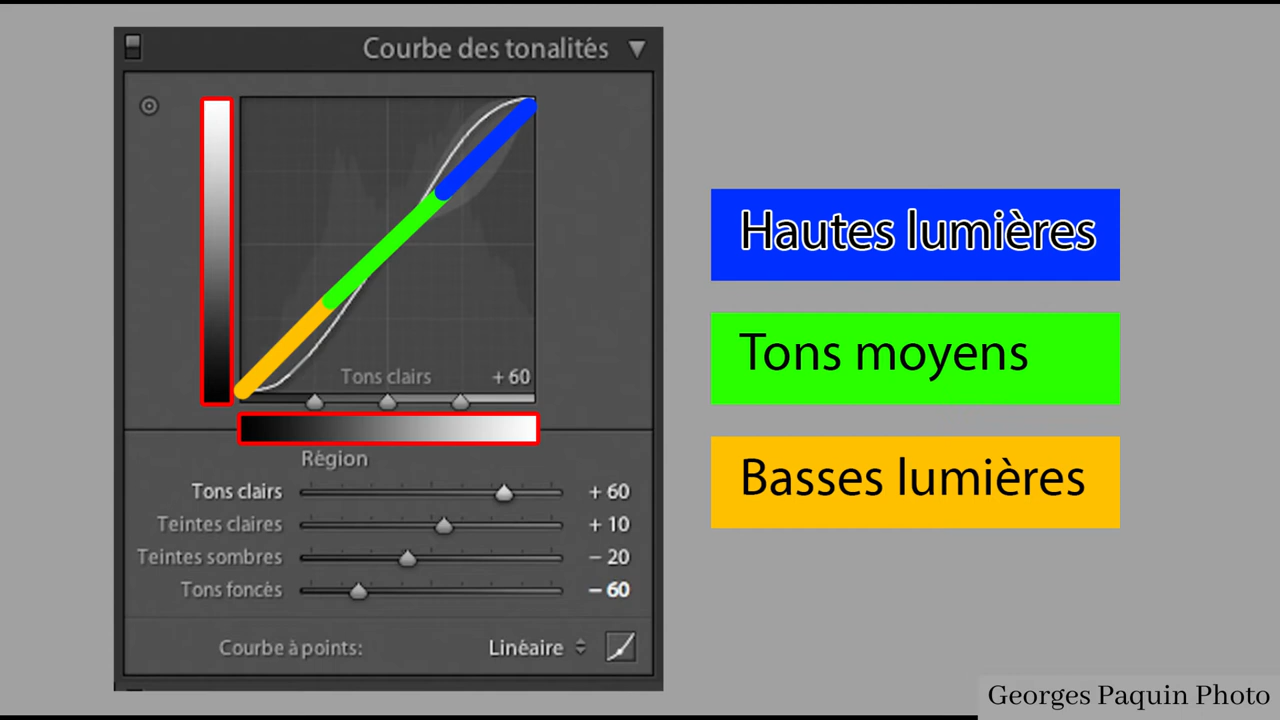 Courbe des tonalités
Tons clairs + 60
Région
Tons clairs + 60
Teintes claires + 10
Teintes sombres − 20
Tons foncés − 60
Courbe à points: Linéaire
Hautes lumières
Tons moyens
Basses lumières
Georges Paquin Photo